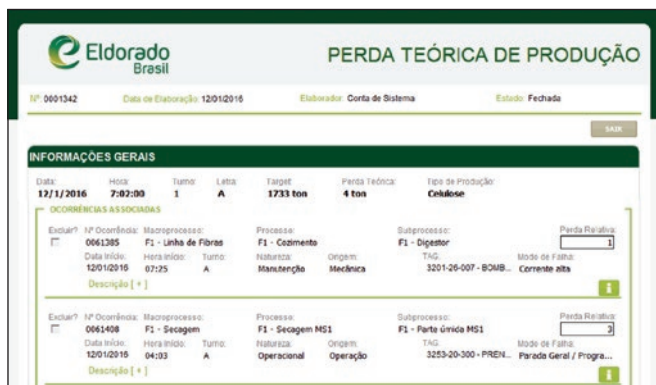 Eldorado
Brasil
PERDA TEÓRICA DE PRODUÇÃO
Nº: 0001342 Data de Elaboração: 12/01/2016 Elaborador: Conta de Sistema Estado: Fechada
SAIR
INFORMAÇÕES GERAIS
Data: Hora: Turno: Letra: Target: Perda Teórica: Tipo de Produção:
12/1/2016 7:02:00 1 A 1733 ton 4 ton Celulose
OCORRÊNCIAS ASSOCIADAS
Excluir? Nº Ocorrência: Macroprocesso: Processo: Subprocesso: Perda Relativa:
0061385 F1 - Linha de Fibras F1 - Cozimento F1 - Digestor 1
Data Início: Hora Início: Turno: Natureza: Origem: TAG: Modo de Falha:
12/01/2016 07:25 A Manutenção Mecânica 3201-26-007 - BOMB... Corrente alta
Descrição [ + ]
Excluir? Nº Ocorrência: Macroprocesso: Processo: Subprocesso: Perda Relativa:
0061408 F1 - Secagem F1 - Secagem MS1 F1 - Parte úmida MS1 3
Data Início: Hora Início: Turno: Natureza: Origem: TAG: Modo de Falha:
12/01/2016 04:03 A Operacional Operação 3253-20-300 - PREN... Parada Geral / Progra...
Descrição [ + ]